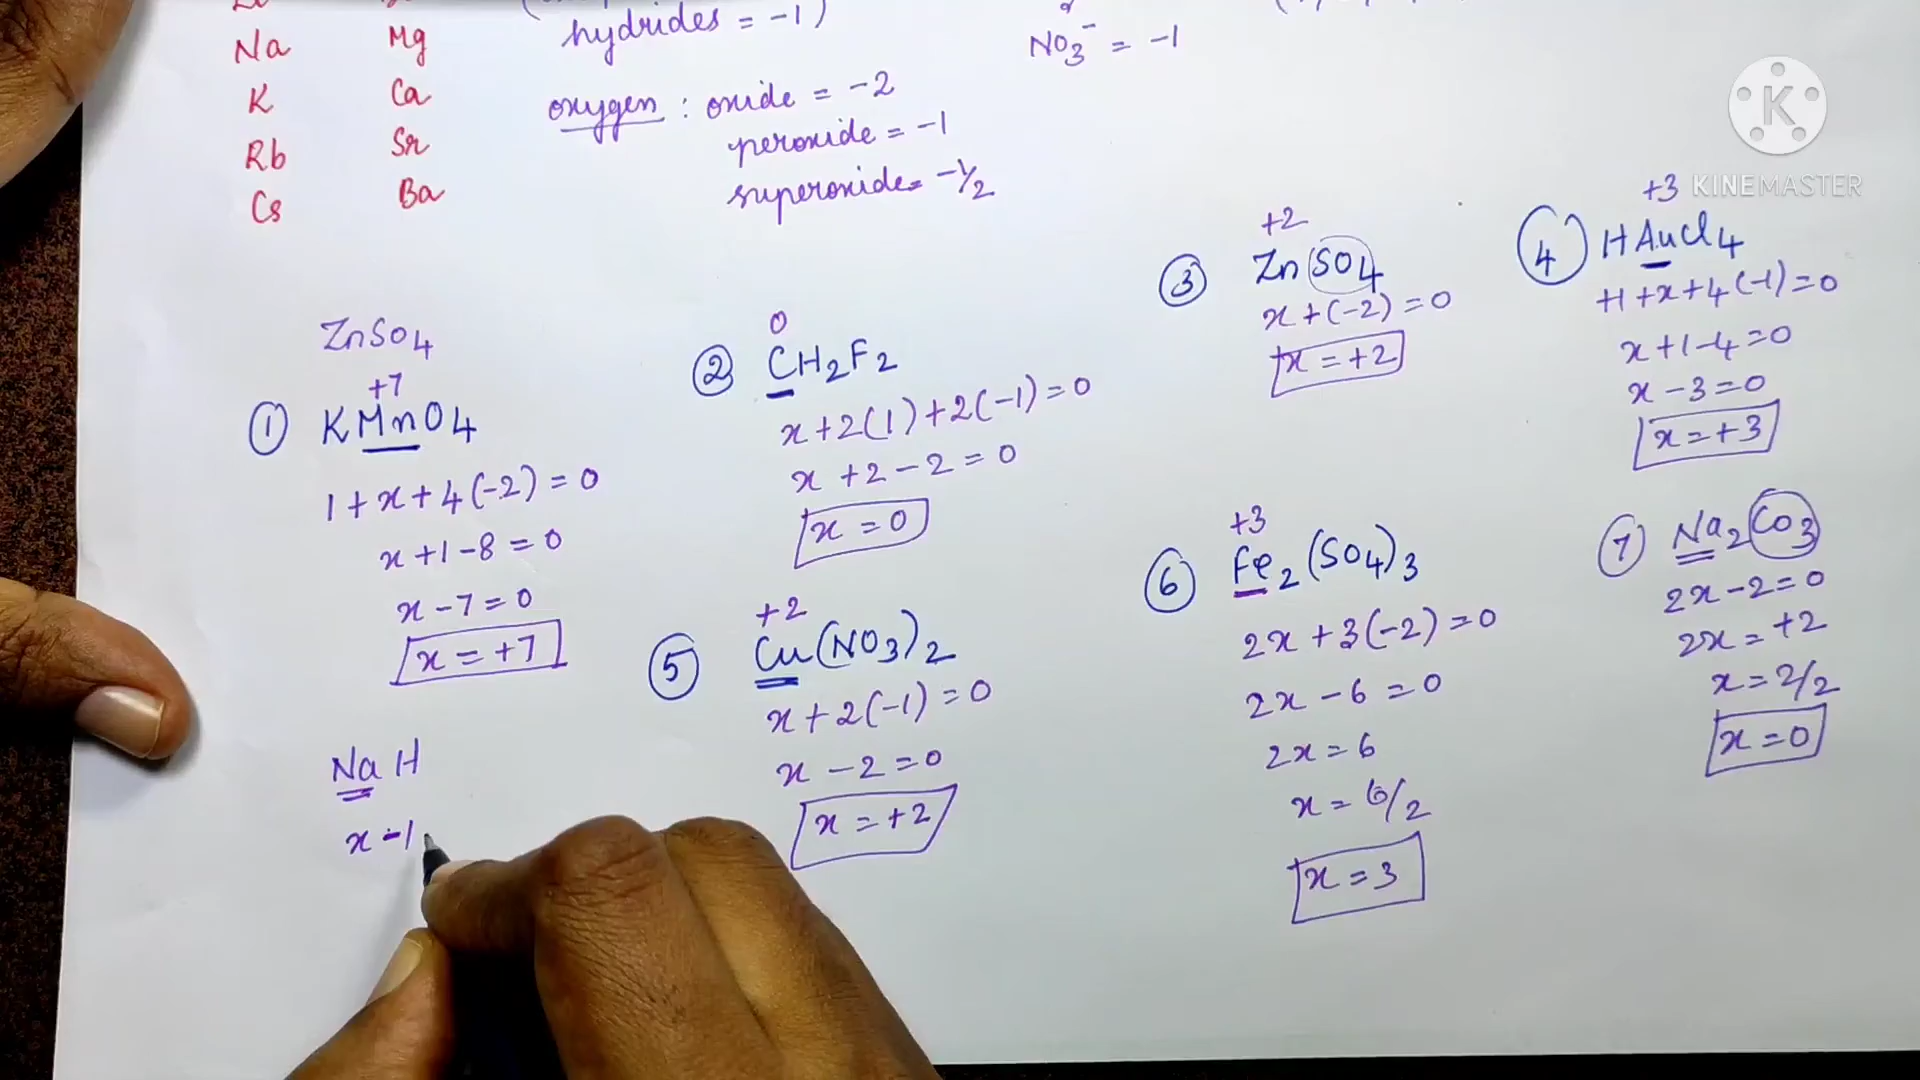 Na
Mg
hydrides = -1)
NO3- = -1
K
Ca
oxygen : oxide = -2
Rb
Sr
peroxide = -1
Cs
Ba
superoxide = -1/2
K
KINEMASTER
ZnSO4
+7
① KMnO4
1 + x + 4(-2) = 0
x + 1 - 8 = 0
x - 7 = 0
x = +7
0
② CH2F2
x + 2(1) + 2(-1) = 0
x + 2 - 2 = 0
x = 0
+2
③ Zn(SO4
x + (-2) = 0
x = +2
+3
④ HAuCl4
+1 + x + 4(-1) = 0
x + 1 - 4 = 0
x - 3 = 0
x = +3
+2
⑤ Cu(NO3)2
x + 2(-1) = 0
x - 2 = 0
x = +2
+3
⑥ Fe2(SO4)3
2x + 3(-2) = 0
2x - 6 = 0
2x = 6
x = 6/2
x = 3
⑦ Na2CO3
2x - 2 = 0
2x = +2
x = 2/2
x = 0
NaH
x - 1